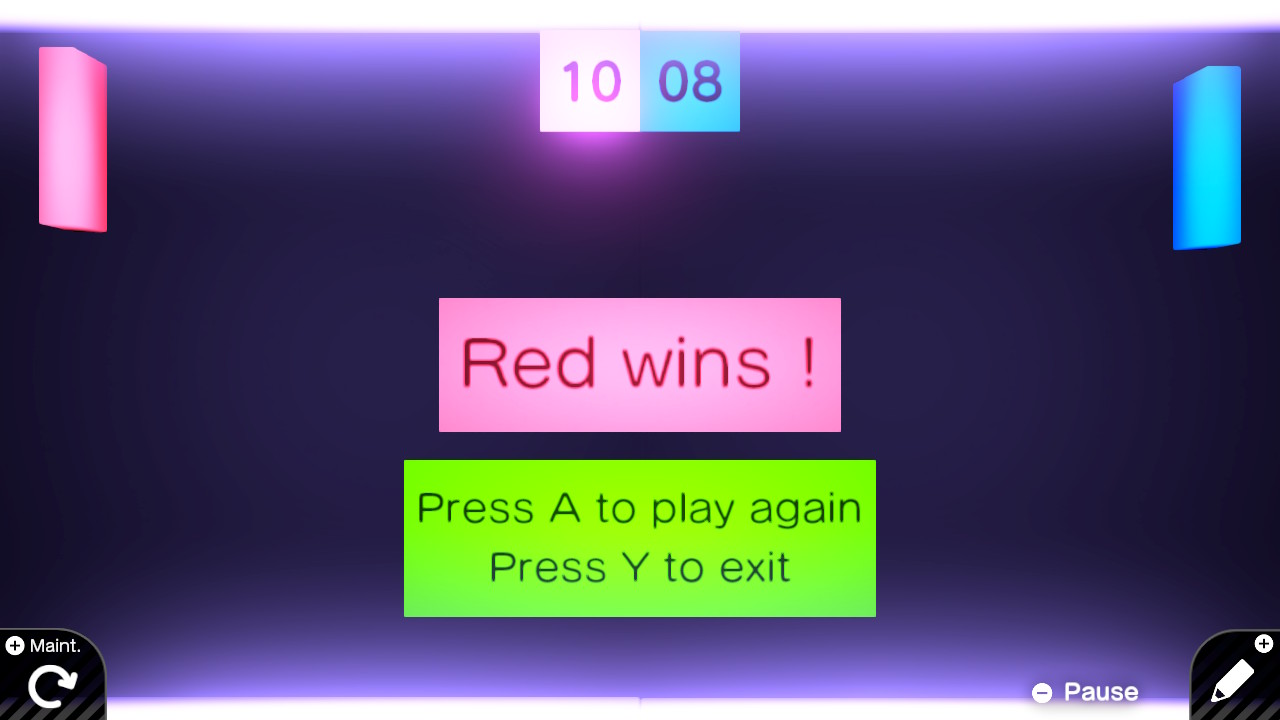 10 08
Red wins !
Press A to play again
Press Y to exit
Maint.
Pause